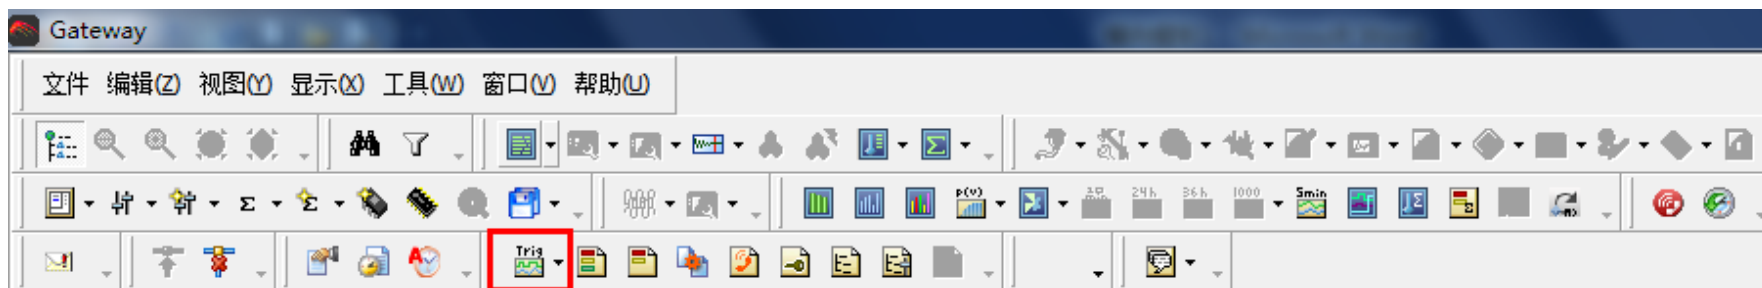 Gateway
文件 编辑(Z) 视图(Y) 显示(X) 工具(W) 窗口(V) 帮助(U)
Σ Σ
Σ Σ P(V) 24h 36h 1000 5min Σ Σ
Trig